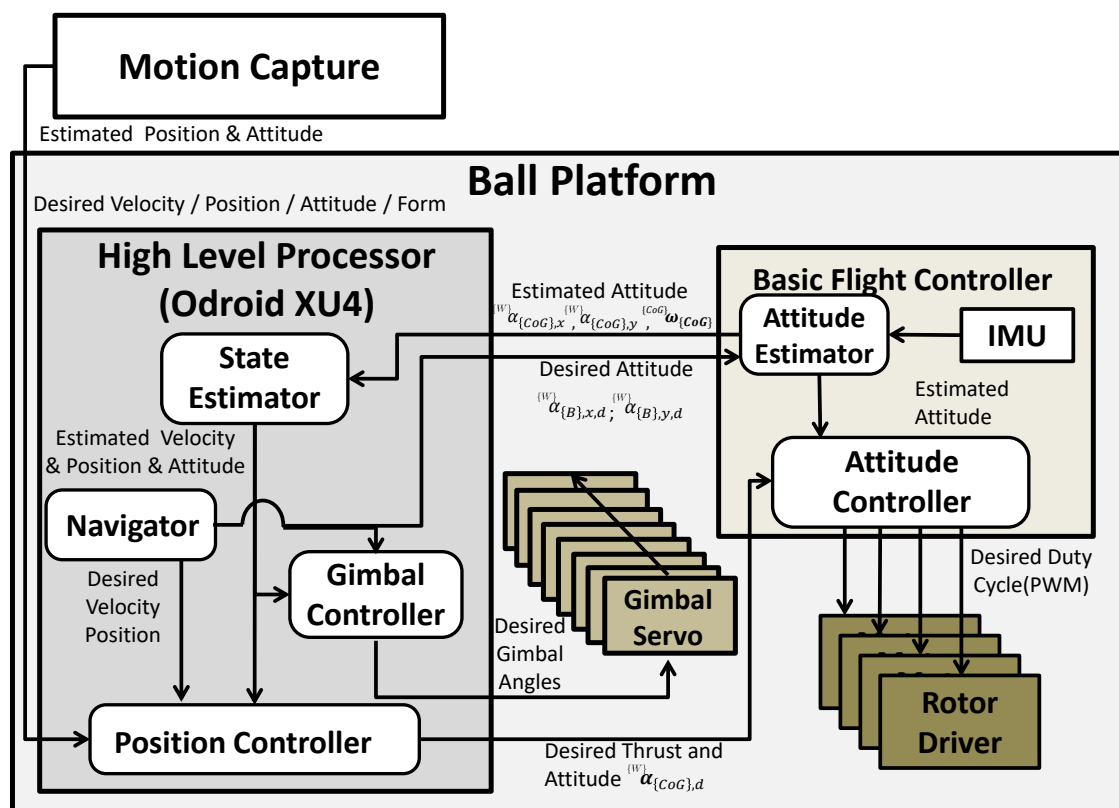 Motion Capture
Estimated Position & Attitude
Ball Platform
Desired Velocity / Position / Attitude / Form
High Level Processor
(Odroid XU4)
Basic Flight Controller
Estimated Attitude
{W}α{CoG},x, {W}α{CoG},y, {CoG}ω{CoG}
Attitude
Estimator
IMU
State
Estimator
Desired Attitude
{W}α{B},x,d; {W}α{B},y,d
Estimated
Attitude
Estimated Velocity
& Position & Attitude
Attitude
Controller
Navigator
Desired
Velocity
Position
Gimbal
Controller
Gimbal
Servo
Desired
Gimbal
Angles
Desired Duty
Cycle(PWM)
Rotor
Driver
Position Controller
Desired Thrust and
Attitude {W}α{CoG},d